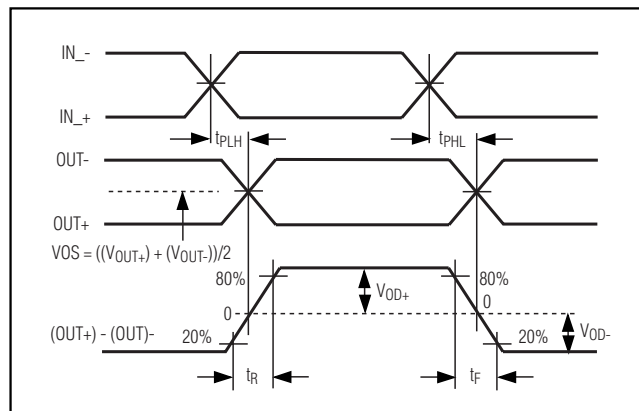 IN_-
IN_+
tPLH
tPHL
OUT-
OUT+
VOS = ((VOUT+) + (VOUT-))/2
80%
80%
VOD+
0
0
(OUT+) - (OUT)-
20%
20%
VOD-
tR
tF